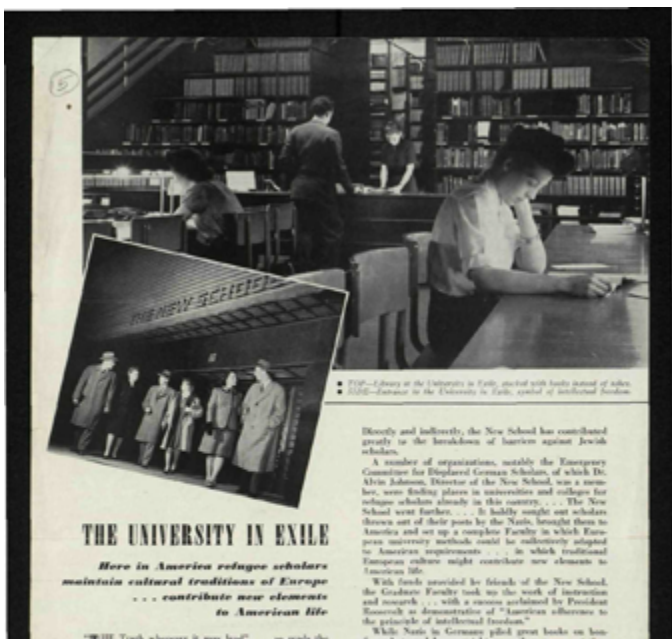 5
THE NEW SCHOOL
TOP—Library at the University in Exile, stocked with books instead of
SIDE—Entrance to the University in Exile, symbol of intellectual freedom.
THE UNIVERSITY IN EXILE
Here in America refugee scholars
maintain cultural traditions of Europe
. . . contribute new elements
to American life
Directly and indirectly, the New School has contributed
greatly to the breakdown of barriers against Jewish
scholars.
A number of organizations, notably the Emergency
Committee for Displaced German Scholars, of which Dr.
Alvin Johnson, Director of the New School, was a mem-
ber, were finding places in universities and colleges for
refugee scholars already in this country. . . . The New
School went further. . . . It boldly sought out scholars
thrown out of their posts by the Nazis, brought them to
America and set up a complete Faculty in which Euro-
pean university methods could be collectively adapted
to American requirements . . . in which traditional
European culture might contribute new elements to
American life.
With funds provided by friends of the New School,
the Graduate Faculty took up the work of instruction
and research . . . with a success acclaimed by President
Roosevelt as demonstrative of "American adherence to
the principle of intellectual freedom."
While Nazis in Germany piled great books on bon-